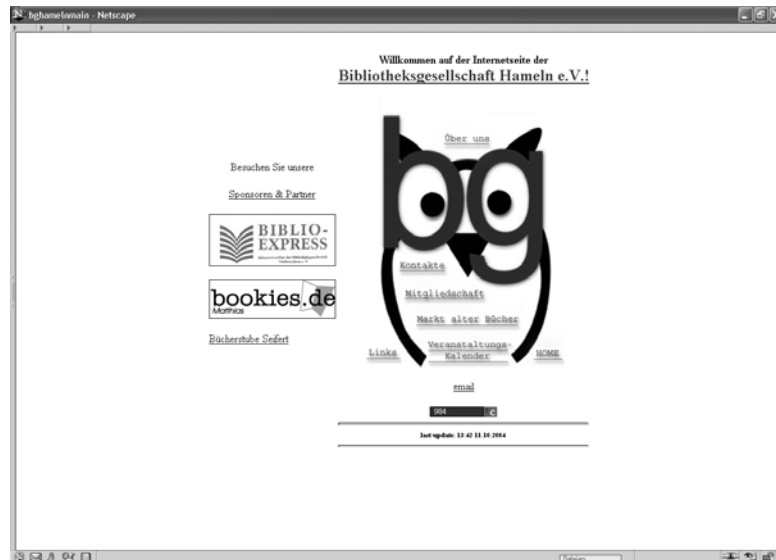 bghamelnmain - Netscape
Willkommen auf der Internetseite der
Bibliotheksgesellschaft Hameln e.V.!
Besuchen Sie unsere
Sponsoren & Partner
BIBLIO-
EXPRESS
bookies.de
Matthias
Bücherstube Seifert
bg
Über uns
Kontakte
Mitgliedschaft
Markt alter Bücher
Veranstaltungs-
Kalender
Links
HOME
email
984
last update: 13:42 11.10.2004